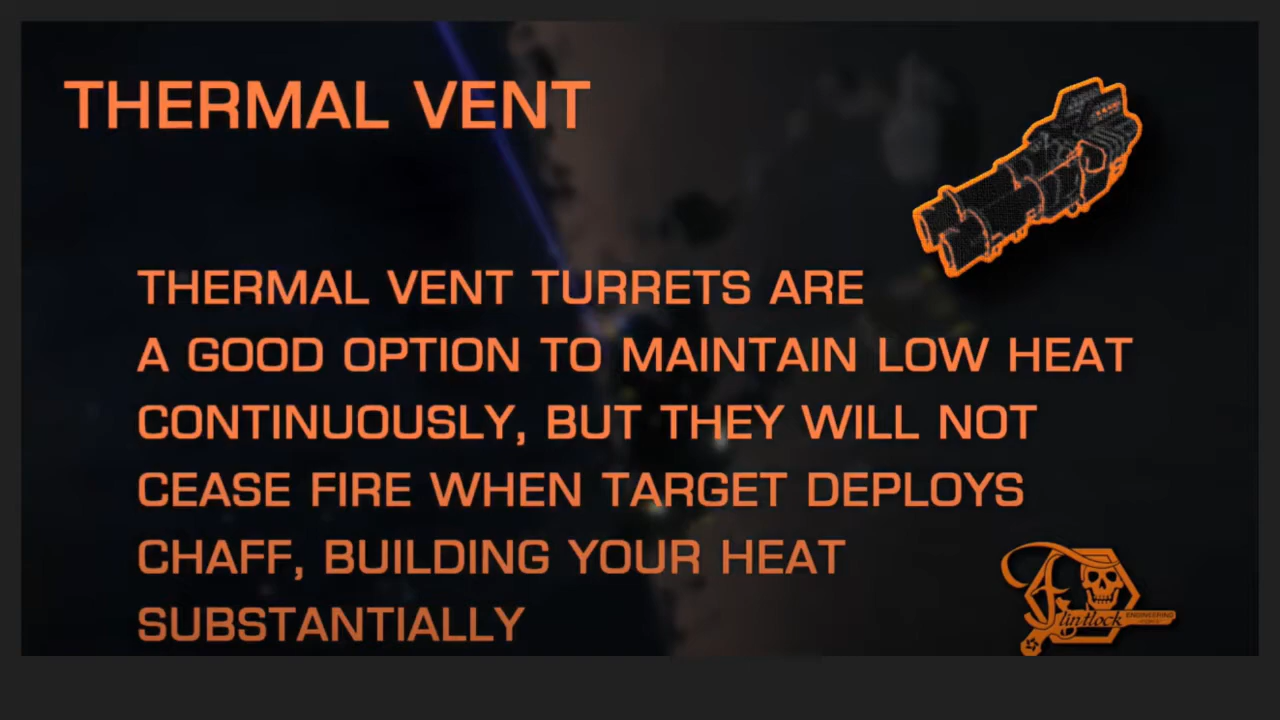 THERMAL VENT
THERMAL VENT TURRETS ARE
A GOOD OPTION TO MAINTAIN LOW HEAT
CONTINUOUSLY, BUT THEY WILL NOT
CEASE FIRE WHEN TARGET DEPLOYS
CHAFF, BUILDING YOUR HEAT
SUBSTANTIALLY
Flintlock
ENGINEERING